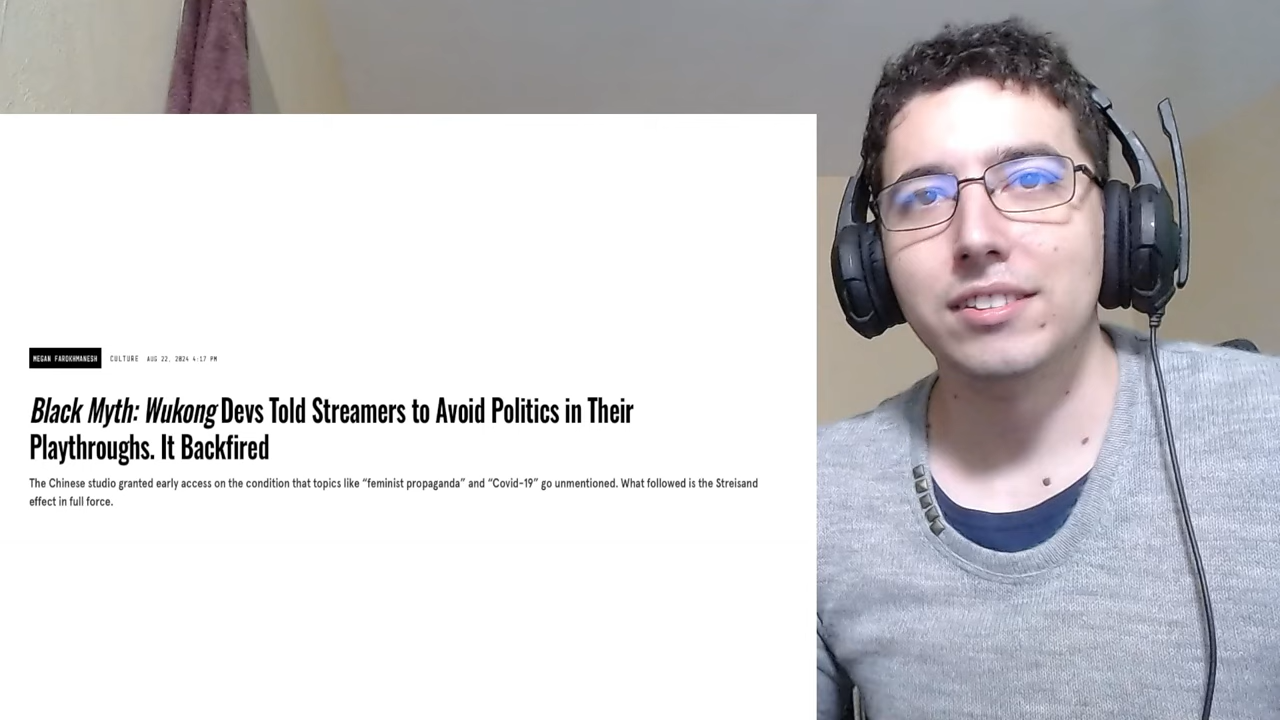 MEGAN FAROKHMANESH CULTURE AUG 22, 2024 4:17 PM
Black Myth: Wukong Devs Told Streamers to Avoid Politics in Their
Playthroughs. It Backfired
The Chinese studio granted early access on the condition that topics like “feminist propaganda” and “Covid-19” go unmentioned. What followed is the Streisand
effect in full force.